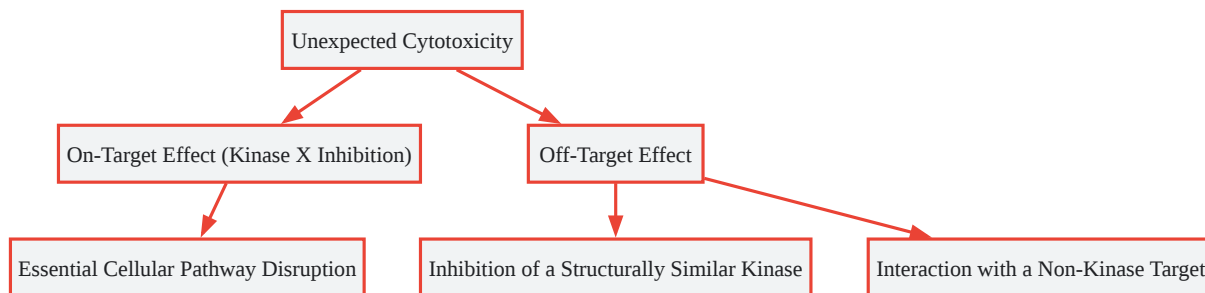 Unexpected Cytotoxicity
On-Target Effect (Kinase X Inhibition)
Off-Target Effect
Essential Cellular Pathway Disruption
Inhibition of a Structurally Similar Kinase
Interaction with a Non-Kinase Target